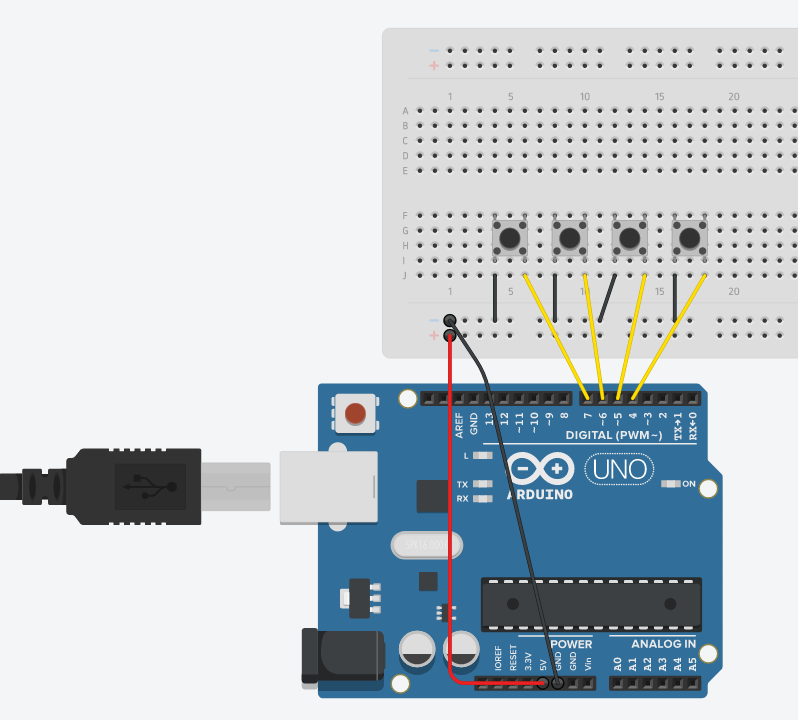 − 
+
1 5 10 15 20
A
B
C
D
E
F
G
H
I
J
1 5 10 15 20
−
+
AREF GND 13 12 ~11 ~10 ~9 8 7 ~6 ~5 4 ~3 2 TX→1 RX←0
DIGITAL (PWM~)
L
UNO
TX
RX
ON
ARDUINO
POWER ANALOG IN
IOREF RESET 3.3V 5V GND GND Vin A0 A1 A2 A3 A4 A5